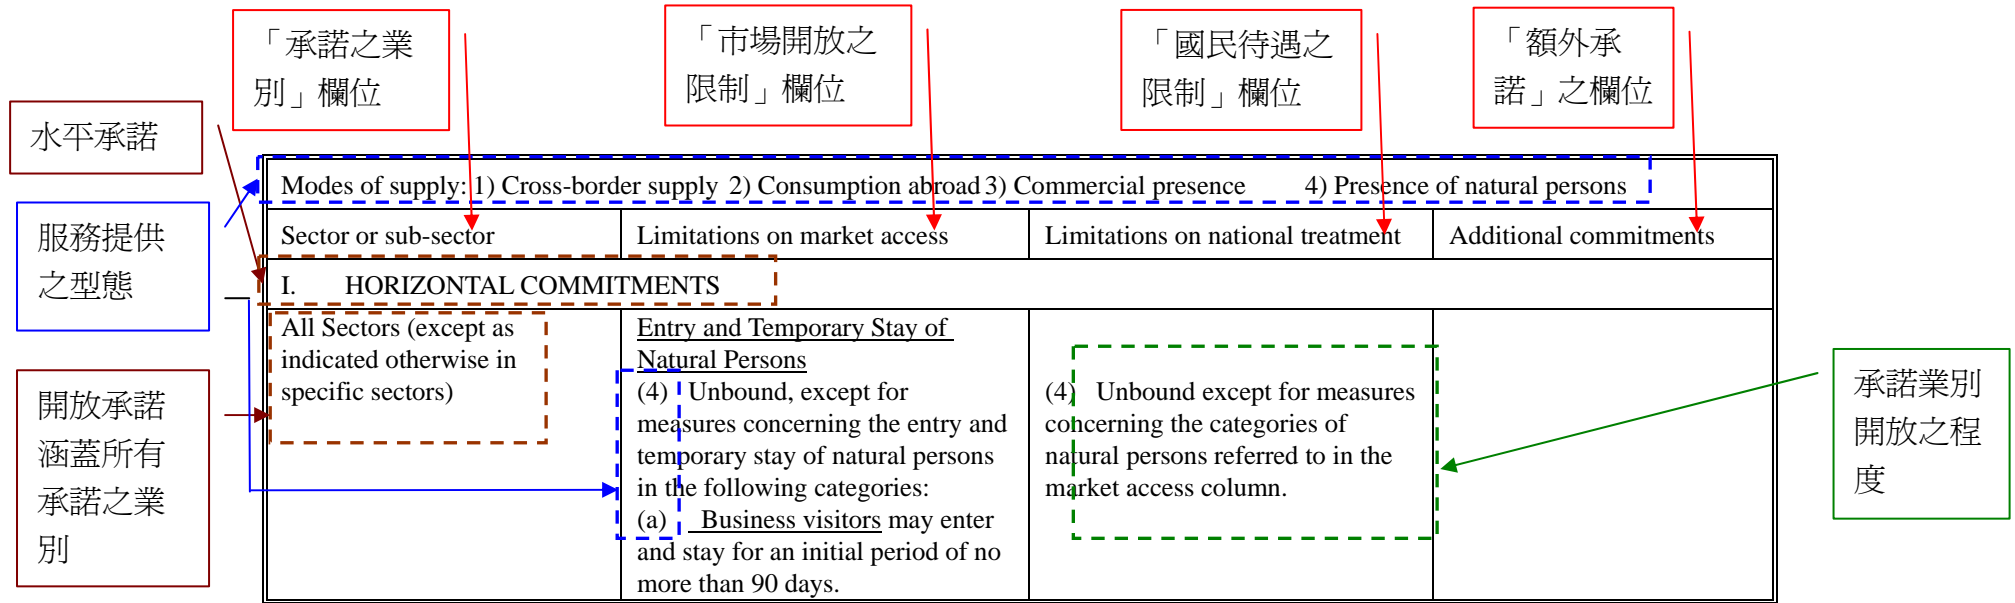 「承諾之業
別」欄位
「市場開放之
限制」欄位
「國民待遇之
限制」欄位
「額外承
諾」之欄位
水平承諾
服務提供
之型態
開放承諾
涵蓋所有
承諾之業
別
Modes of supply: 1) Cross-border supply 2) Consumption abroad 3) Commercial presence 4) Presence of natural persons
Sector or sub-sector
Limitations on market access
Limitations on national treatment
Additional commitments
I. HORIZONTAL COMMITMENTS
All Sectors (except as
indicated otherwise in
specific sectors)
Entry and Temporary Stay of
Natural Persons
(4) Unbound, except for
measures concerning the entry and
temporary stay of natural persons
in the following categories:
(a) Business visitors may enter
and stay for an initial period of no
more than 90 days.
(4) Unbound except for measures
concerning the categories of
natural persons referred to in the
market access column.
承諾業別
開放之程
度